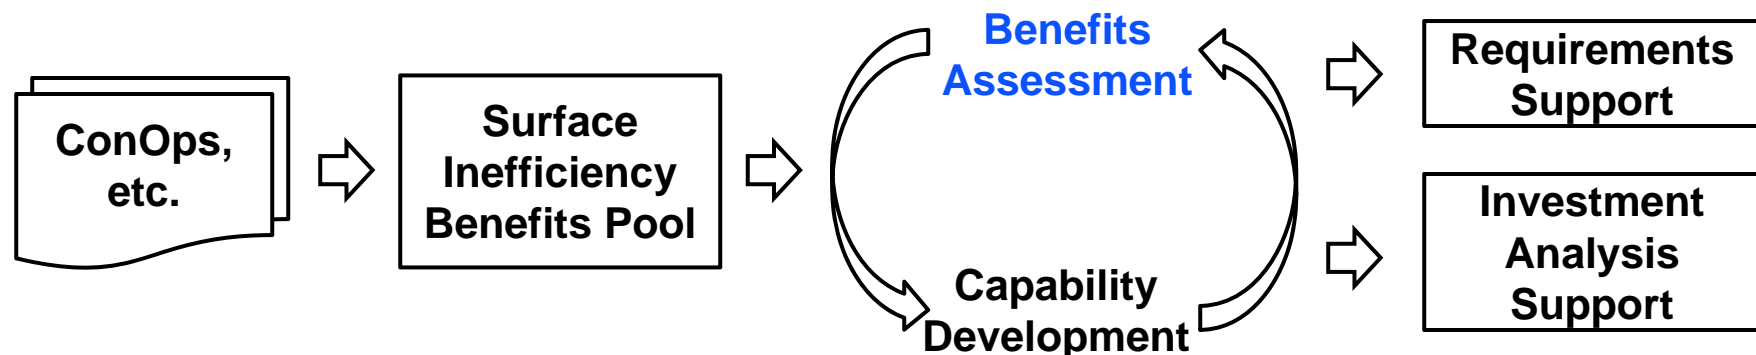 ConOps,
etc.
Surface
Inefficiency
Benefits Pool
Benefits
Assessment
Capability
Development
Requirements
Support
Investment
Analysis
Support